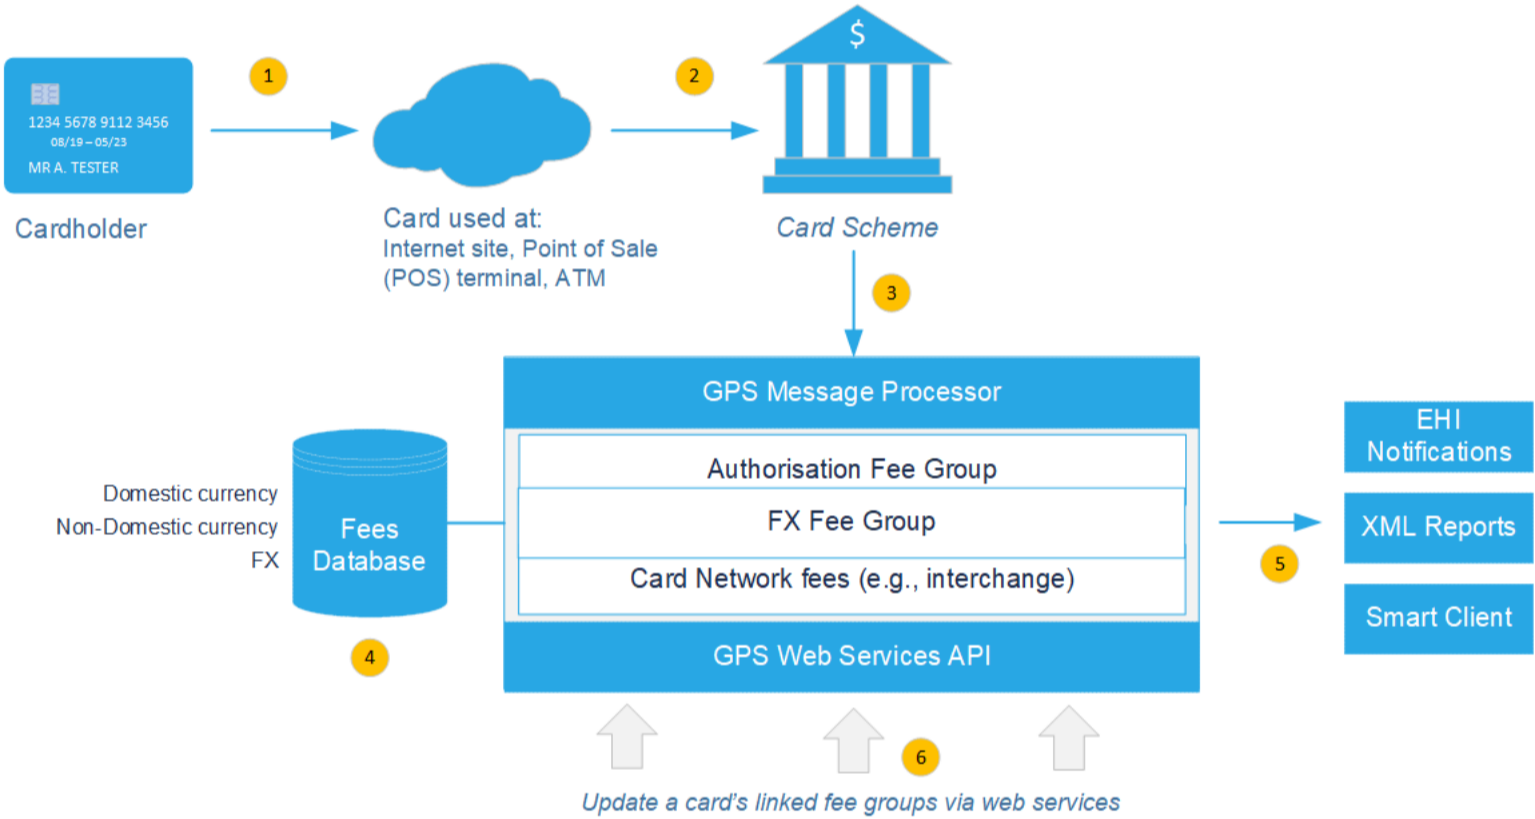 1
2
$
1234 5678 9112 3456
08/19 – 05/23
MR A. TESTER
Cardholder
Card used at:
Internet site, Point of Sale
(POS) terminal, ATM
Card Scheme
3
GPS Message Processor
Authorisation Fee Group
FX Fee Group
Card Network fees (e.g., interchange)
GPS Web Services API
Domestic currency
Non-Domestic currency
FX
Fees
Database
4
5
EHI
Notifications
XML Reports
Smart Client
6
Update a card’s linked fee groups via web services